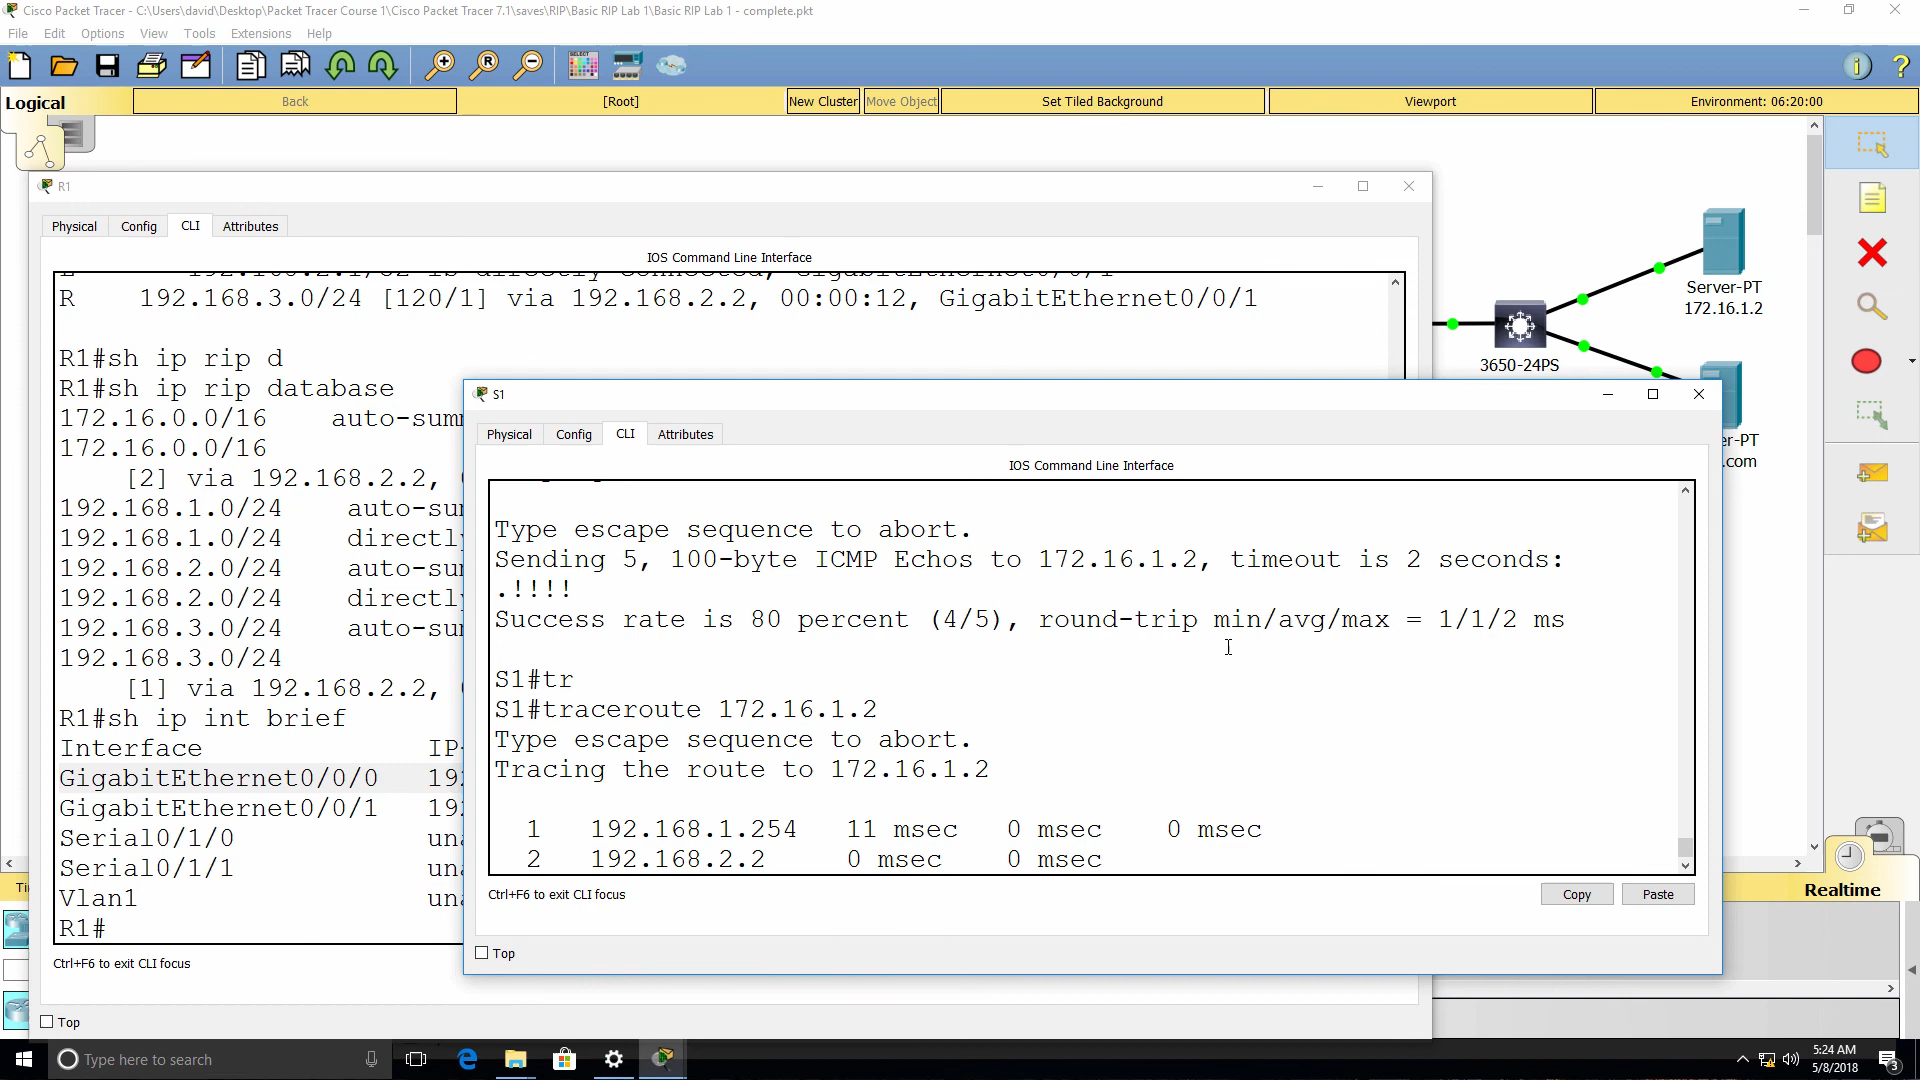 Cisco Packet Tracer - C:\Users\david\Desktop\Packet Tracer Course 1\Cisco Packet Tracer 7.1\saves\RIP\Basic RIP Lab 1\Basic RIP Lab 1 - complete.pkt
File Edit Options View Tools Extensions Help
Logical Back [Root] New Cluster Move Object Set Tiled Background Viewport Environment: 06:20:00
R1
Physical Config CLI Attributes
IOS Command Line Interface
R 192.168.3.0/24 [120/1] via 192.168.2.2, 00:00:12, GigabitEthernet0/0/1
R1#sh ip rip d
R1#sh ip rip database
172.16.0.0/16 auto-sum
172.16.0.0/16
[2] via 192.168.2.2,
192.168.1.0/24 auto-su
192.168.1.0/24 directl
192.168.2.0/24 auto-su
192.168.2.0/24 directl
192.168.3.0/24 auto-su
192.168.3.0/24
[1] via 192.168.2.2,
R1#sh ip int brief
Interface IP
GigabitEthernet0/0/0 19
GigabitEthernet0/0/1 19
Serial0/1/0 una
Serial0/1/1 una
Vlan1 una
R1#
Ctrl+F6 to exit CLI focus
Top
S1
Physical Config CLI Attributes
IOS Command Line Interface
Type escape sequence to abort.
Sending 5, 100-byte ICMP Echos to 172.16.1.2, timeout is 2 seconds:
.!!!!
Success rate is 80 percent (4/5), round-trip min/avg/max = 1/1/2 ms
S1#tr
S1#traceroute 172.16.1.2
Type escape sequence to abort.
Tracing the route to 172.16.1.2
1 192.168.1.254 11 msec 0 msec 0 msec
2 192.168.2.2 0 msec 0 msec
Ctrl+F6 to exit CLI focus
Copy Paste
Top
Server-PT
172.16.1.2
3650-24PS
er-PT
.com
Realtime
Type here to search
5:24 AM
5/8/2018
3